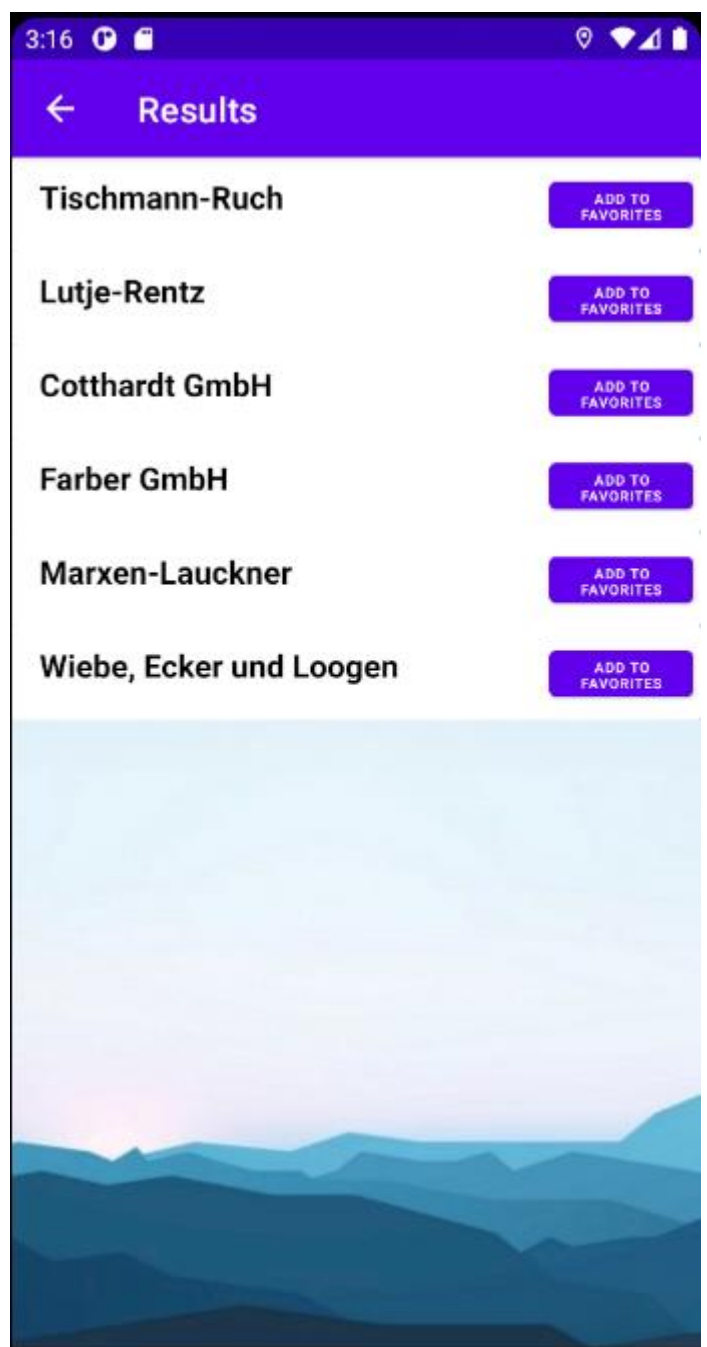 3:16
Results
Tischmann-Ruch
ADD TO
FAVORITES
Lutje-Rentz
ADD TO
FAVORITES
Cotthardt GmbH
ADD TO
FAVORITES
Farber GmbH
ADD TO
FAVORITES
Marxen-Lauckner
ADD TO
FAVORITES
Wiebe, Ecker und Loogen
ADD TO
FAVORITES